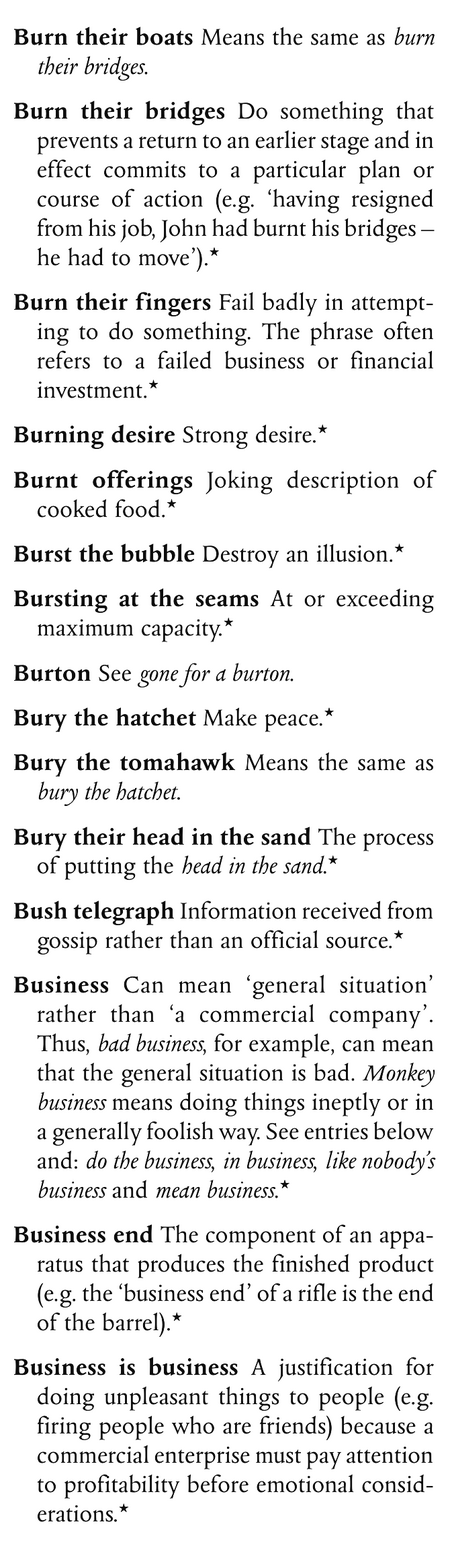 Burn their boats Means the same as burn
their bridges.
Burn their bridges Do something that
prevents a return to an earlier stage and in
effect commits to a particular plan or
course of action (e.g. ‘having resigned
from his job, John had burnt his bridges –
he had to move’).★
Burn their fingers Fail badly in attempt-
ing to do something. The phrase often
refers to a failed business or financial
investment.★
Burning desire Strong desire.★
Burnt offerings Joking description of
cooked food.★
Burst the bubble Destroy an illusion.★
Bursting at the seams At or exceeding
maximum capacity.★
Burton See gone for a burton.
Bury the hatchet Make peace.★
Bury the tomahawk Means the same as
bury the hatchet.
Bury their head in the sand The process
of putting the head in the sand.★
Bush telegraph Information received from
gossip rather than an official source.★
Business Can mean ‘general situation’
rather than ‘a commercial company’.
Thus, bad business, for example, can mean
that the general situation is bad. Monkey
business means doing things ineptly or in
a generally foolish way. See entries below
and: do the business, in business, like nobody’s
business and mean business.★
Business end The component of an appa-
ratus that produces the finished product
(e.g. the ‘business end’ of a rifle is the end
of the barrel).★
Business is business A justification for
doing unpleasant things to people (e.g.
firing people who are friends) because a
commercial enterprise must pay attention
to profitability before emotional consid-
erations.★